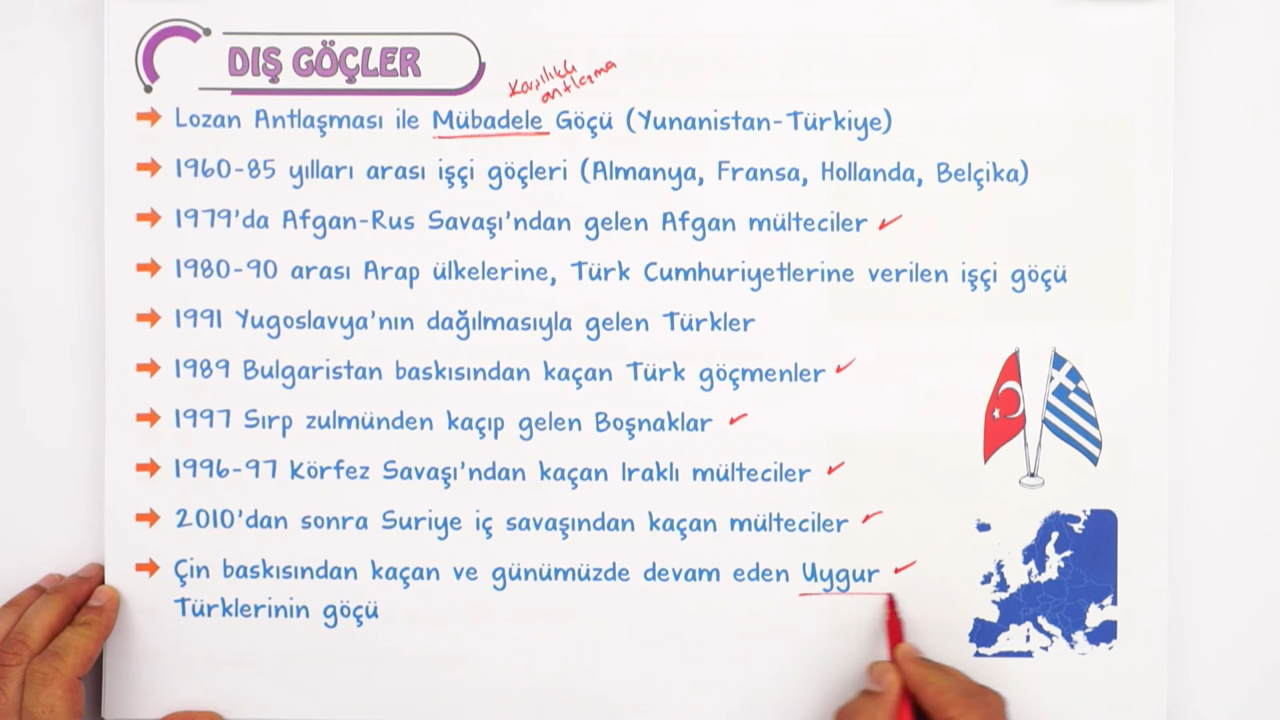 DIŞ GÖÇLER
Karşılıklı
antlaşma
Lozan Antlaşması ile Mübadele Göçü (Yunanistan-Türkiye)
1960-85 yılları arası işçi göçleri (Almanya, Fransa, Hollanda, Belçika)
1979'da Afgan-Rus Savaşı'ndan gelen Afgan mülteciler
1980-90 arası Arap ülkelerine, Türk Cumhuriyetlerine verilen işçi göçü
1991 Yugoslavya'nın dağılmasıyla gelen Türkler
1989 Bulgaristan baskısından kaçan Türk göçmenler
1997 Sırp zulmünden kaçıp gelen Boşnaklar
1996-97 Körfez Savaşı'ndan kaçan Iraklı mülteciler
2010'dan sonra Suriye iç savaşından kaçan mülteciler
Çin baskısından kaçan ve günümüzde devam eden Uygur
Türklerinin göçü